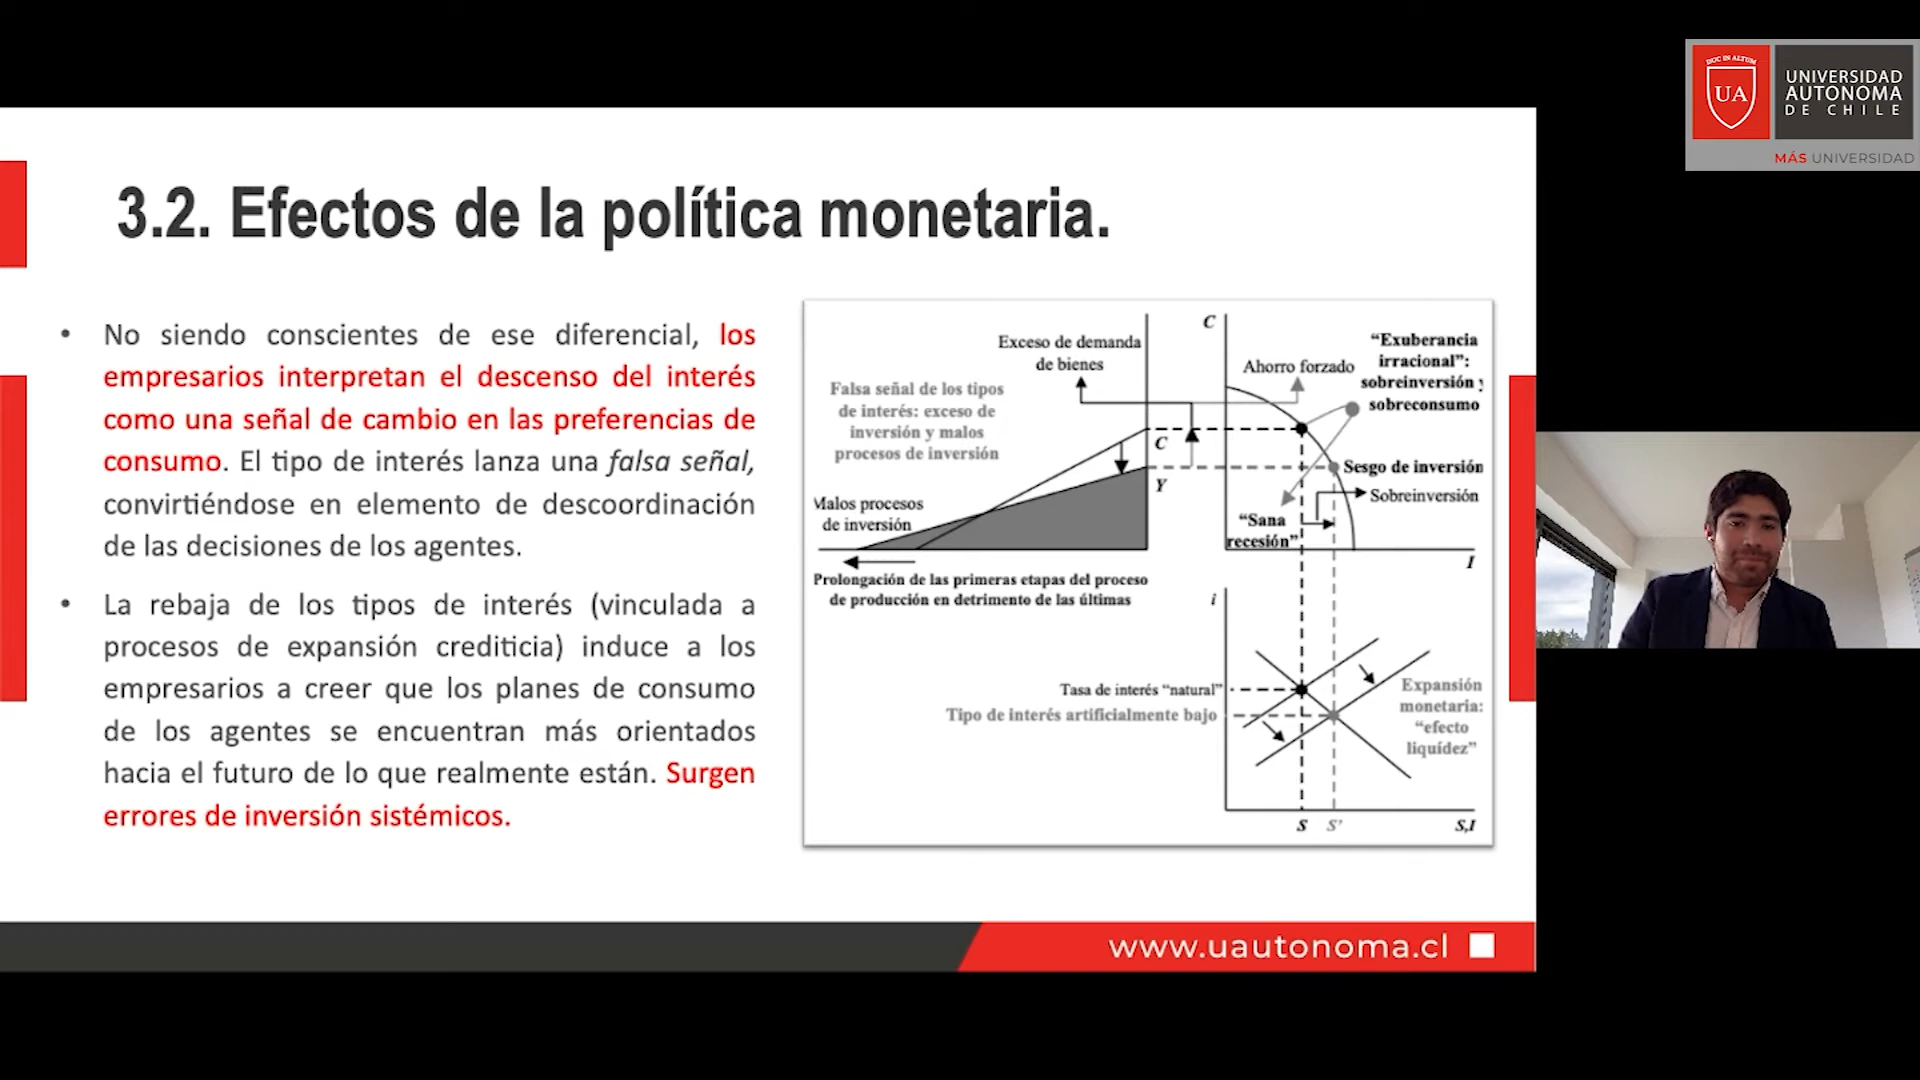 DUC IN ALTUM
UA
UNIVERSIDAD
AUTONOMA
DE CHILE
MÁS UNIVERSIDAD
3.2. Efectos de la política monetaria.
• No siendo conscientes de ese diferencial, los
empresarios interpretan el descenso del interés
como una señal de cambio en las preferencias de
consumo. El tipo de interés lanza una falsa señal,
convirtiéndose en elemento de descoordinación
de las decisiones de los agentes.
• La rebaja de los tipos de interés (vinculada a
procesos de expansión crediticia) induce a los
empresarios a creer que los planes de consumo
de los agentes se encuentran más orientados
hacia el futuro de lo que realmente están. Surgen
errores de inversión sistémicos.
Exceso de demanda
de bienes
Falsa señal de los tipos
de interés: exceso de
inversión y malos
procesos de inversión
Malos procesos
de inversión
C
Y
Prolongación de las primeras etapas del proceso
de producción en detrimento de las últimas
C
Ahorro forzado
“Exuberancia
irracional”:
sobreinversión y
sobreconsumo
Sesgo de inversión
Sobreinversión
“Sana
recesión”
I
i
Tasa de interés “natural”
Tipo de interés artificialmente bajo
Expansión
monetaria:
“efecto
liquídez”
S S’ S,I
www.uautonoma.cl